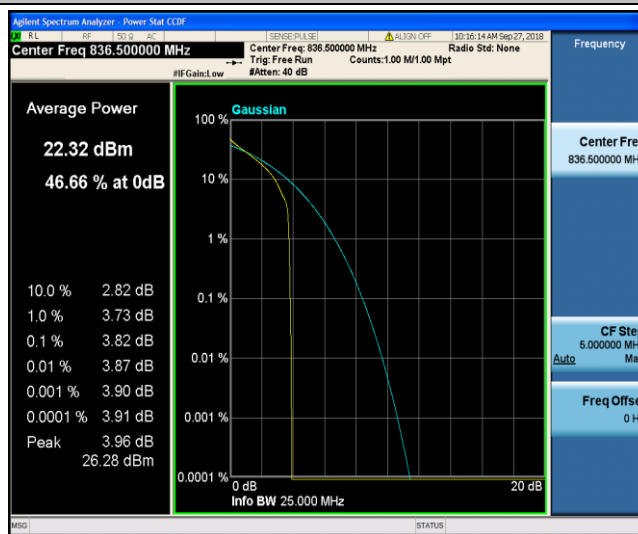 Agilent Spectrum Analyzer - Power Stat CCDF
RL RF 50 Ω AC SENSE:PULSE ALIGN OFF 10:16:14 AM Sep 27, 2018
Center Freq 836.500000 MHz
Center Freq: 836.500000 MHz Radio Std: None
Trig: Free Run Counts:1.00 M/1.00 Mpt
#IFGain:Low #Atten: 40 dB
Frequency
Average Power
22.32 dBm
46.66 % at 0dB
10.0 % 2.82 dB
1.0 % 3.73 dB
0.1 % 3.82 dB
0.01 % 3.87 dB
0.001 % 3.90 dB
0.0001 % 3.91 dB
Peak 3.96 dB
26.28 dBm
Gaussian
100 %
10 %
1 %
0.1 %
0.01 %
0.001 %
0.0001 %
0 dB 20 dB
Info BW 25.000 MHz
Center Fre
836.500000 MH
CF Ste
5.000000 MH
Auto Ma
Freq Offse
0 H
MSG STATUS